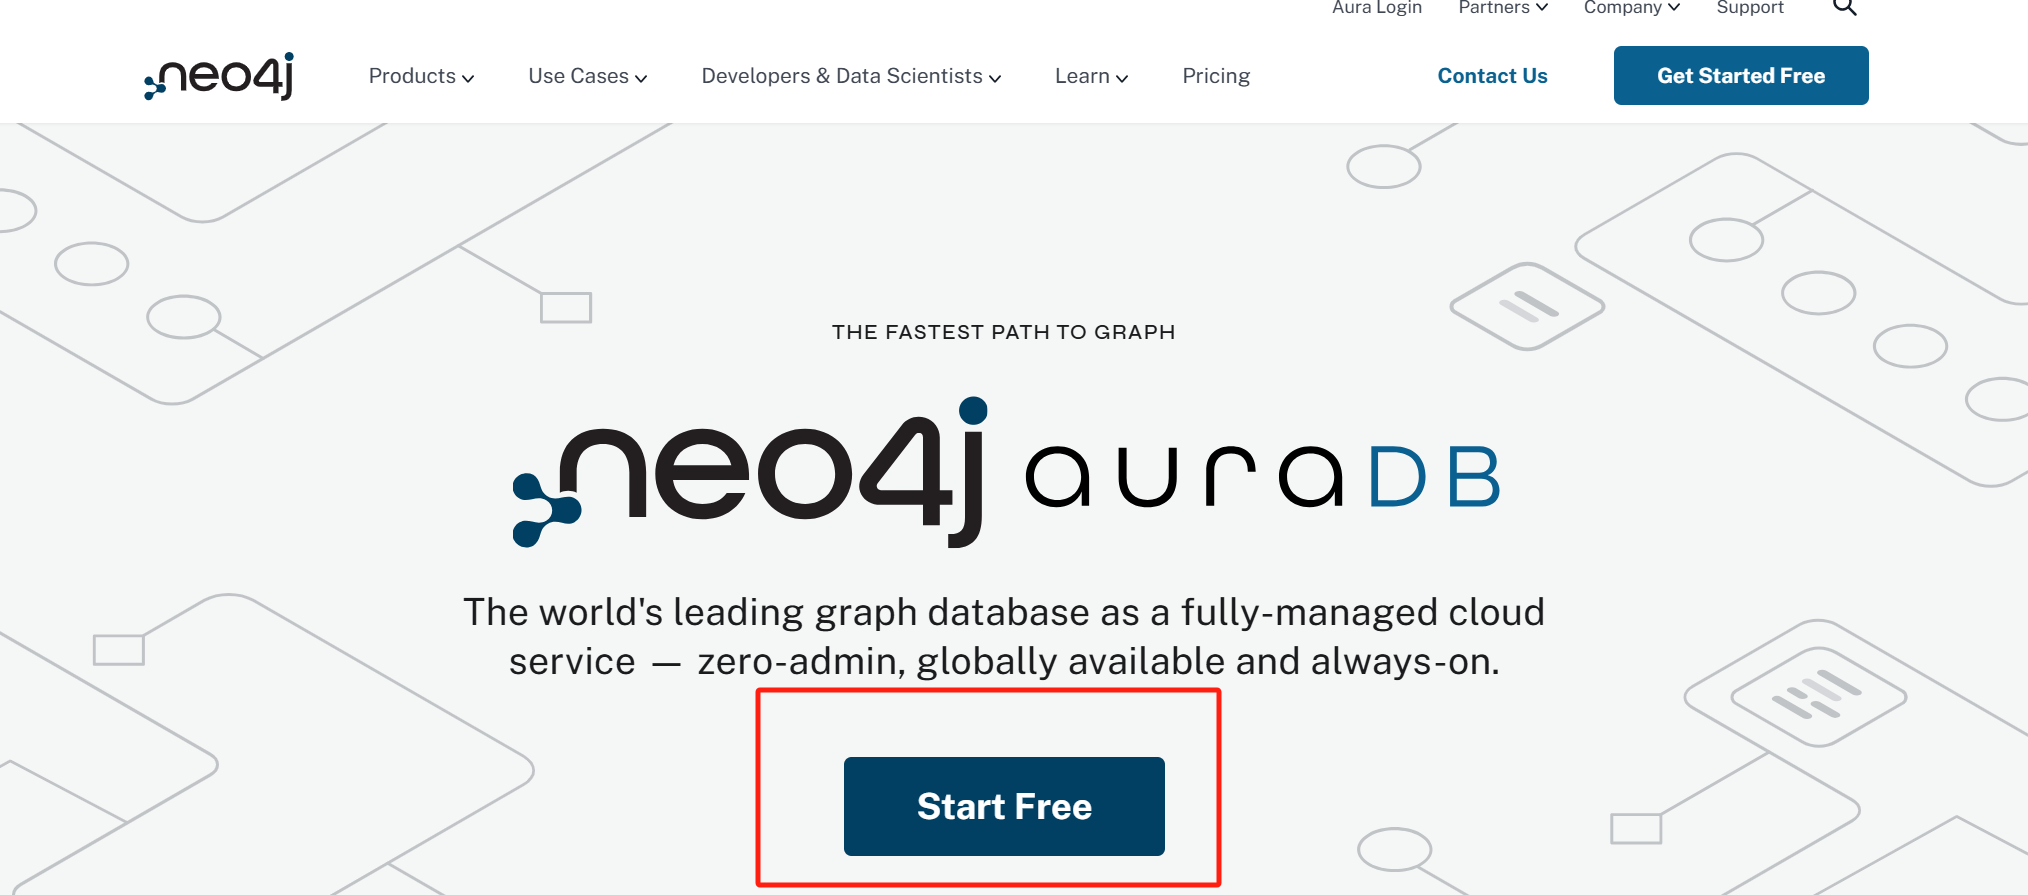 Aura Login Partners Company Support
neo4j Products Use Cases Developers & Data Scientists Learn Pricing Contact Us Get Started Free
THE FASTEST PATH TO GRAPH
neo4j auraDB
The world's leading graph database as a fully-managed cloud
service — zero-admin, globally available and always-on.
Start Free